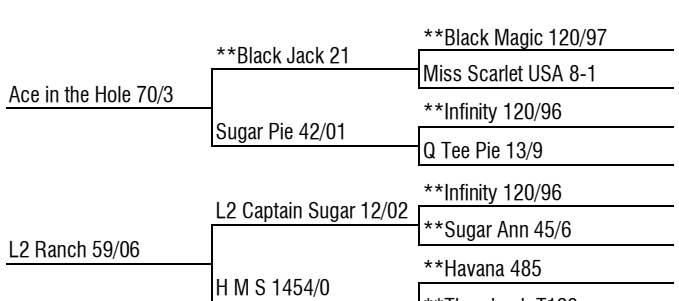 **Black Magic 120/97
**Black Jack 21
Miss Scarlet USA 8-1
Ace in the Hole 70/3
**Infinity 120/96
Sugar Pie 42/01
Q Tee Pie 13/9
**Infinity 120/96
L2 Captain Sugar 12/02
**Sugar Ann 45/6
L2 Ranch 59/06
**Havana 485
H M S 1454/0